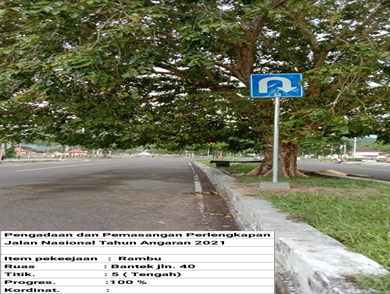 Pengadaan dan Pemasangan Perlengkapan
Jalan Nasional Tahun Angaran 2021
Item pekeejaan : Rambu
Ruas : Bantek jln. 40
Titik. : 5 ( Tengah)
Progres. :100 %
Kordinat. :